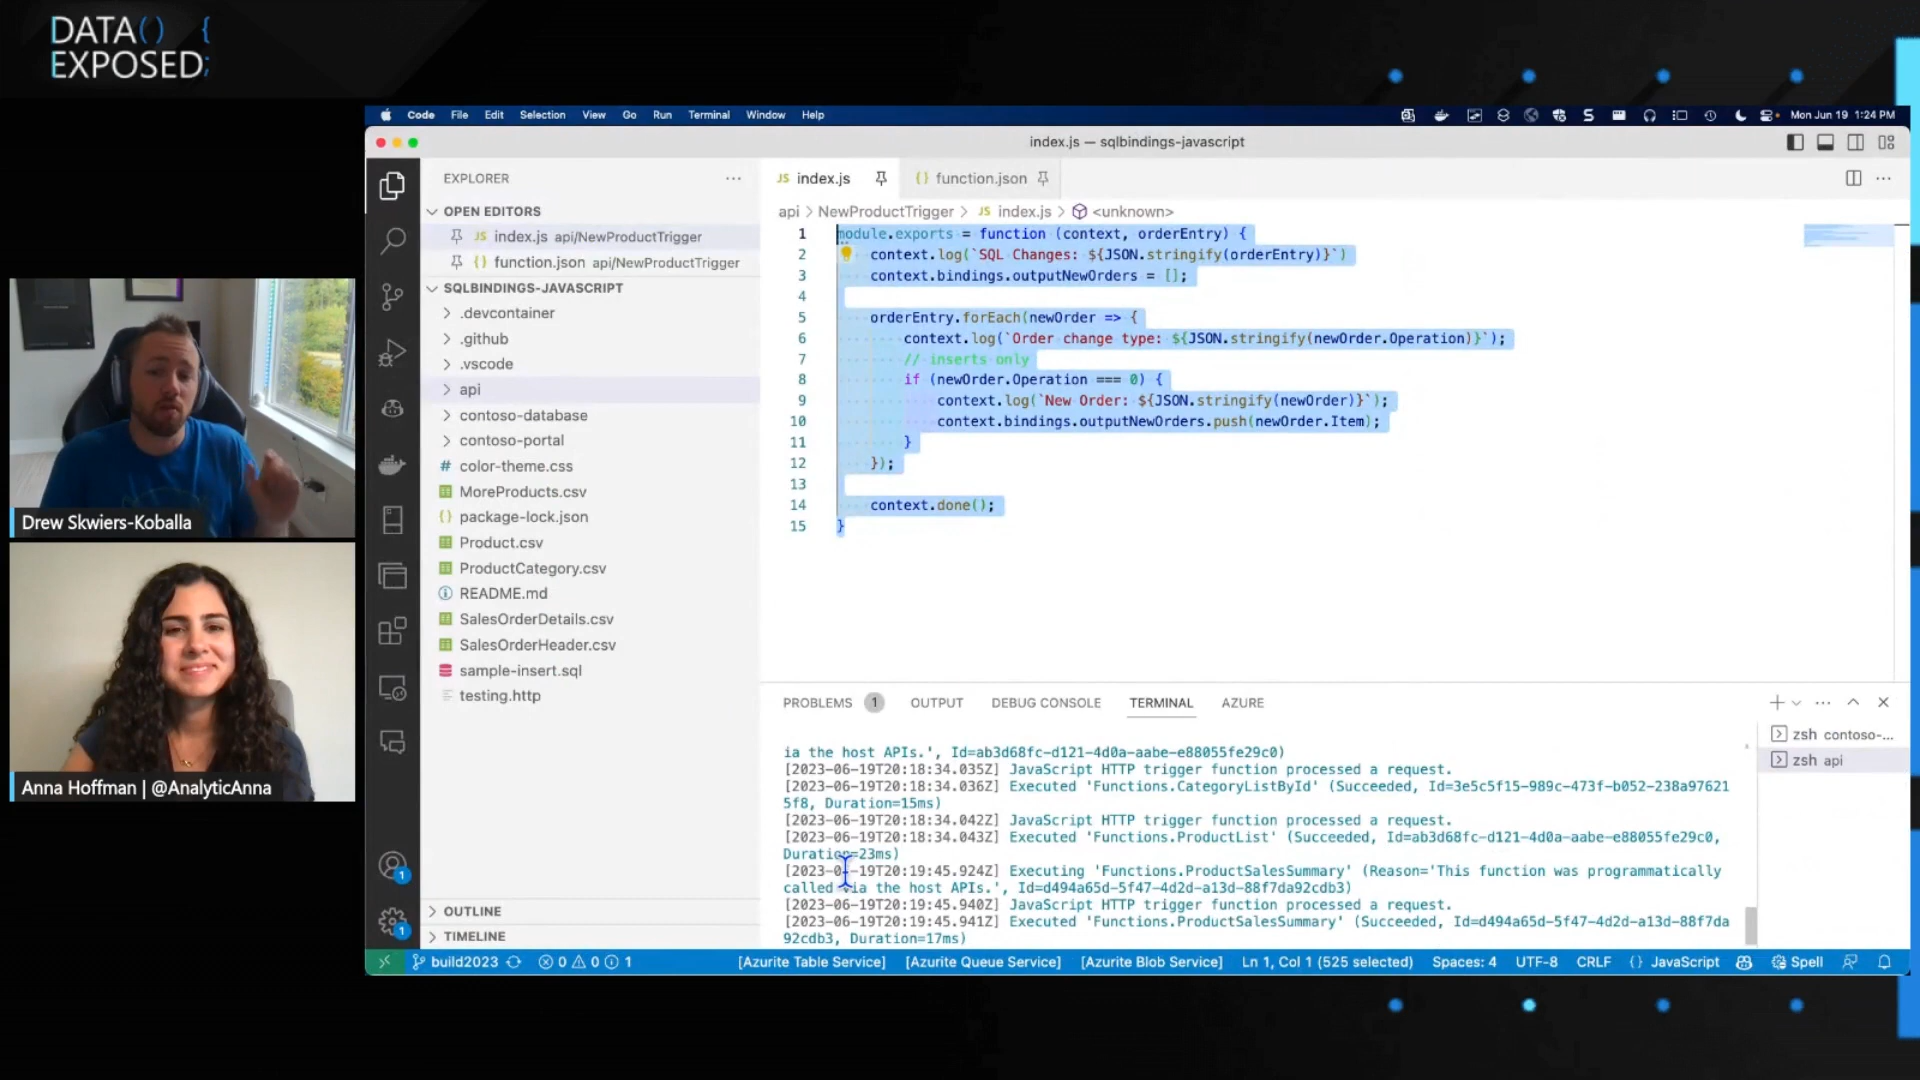 DATA() {
EXPOSED;
Code File Edit Selection View Go Run Terminal Window Help
Mon Jun 19 1:24 PM
index.js — sqlbindings-javascript
EXPLORER
OPEN EDITORS
JS index.js api/NewProductTrigger
{} function.json api/NewProductTrigger
SQLBINDINGS-JAVASCRIPT
.devcontainer
.github
.vscode
api
contoso-database
contoso-portal
# color-theme.css
MoreProducts.csv
{} package-lock.json
Product.csv
ProductCategory.csv
README.md
SalesOrderDetails.csv
SalesOrderHeader.csv
sample-insert.sql
testing.http
OUTLINE
TIMELINE
1
1
JS index.js
{} function.json
api > NewProductTrigger > JS index.js > <unknown>
1 module.exports = function (context, orderEntry) {
2 context.log(`SQL Changes: ${JSON.stringify(orderEntry)}`)
3 context.bindings.outputNewOrders = [];
4
5 orderEntry.forEach(newOrder => {
6 context.log(`Order change type: ${JSON.stringify(newOrder.Operation)}`);
7 // inserts only
8 if (newOrder.Operation === 0) {
9 context.log(`New Order: ${JSON.stringify(newOrder)}`);
10 context.bindings.outputNewOrders.push(newOrder.Item);
11 }
12 });
13
14 context.done();
15 }
PROBLEMS 1 OUTPUT DEBUG CONSOLE TERMINAL AZURE
ia the host APIs.', Id=ab3d68fc-d121-4d0a-aabe-e88055fe29c0)
[2023-06-19T20:18:34.035Z] JavaScript HTTP trigger function processed a request.
[2023-06-19T20:18:34.036Z] Executed 'Functions.CategoryListById' (Succeeded, Id=3e5c5f15-989c-473f-b052-238a97621
5f8, Duration=15ms)
[2023-06-19T20:18:34.042Z] JavaScript HTTP trigger function processed a request.
[2023-06-19T20:18:34.043Z] Executed 'Functions.ProductList' (Succeeded, Id=ab3d68fc-d121-4d0a-aabe-e88055fe29c0,
Duration=23ms)
[2023-06-19T20:19:45.924Z] Executing 'Functions.ProductSalesSummary' (Reason='This function was programmatically
called via the host APIs.', Id=d494a65d-5f47-4d2d-a13d-88f7da92cdb3)
[2023-06-19T20:19:45.940Z] JavaScript HTTP trigger function processed a request.
[2023-06-19T20:19:45.941Z] Executed 'Functions.ProductSalesSummary' (Succeeded, Id=d494a65d-5f47-4d2d-a13d-88f7da
92cdb3, Duration=17ms)
zsh contoso-...
zsh api
build2023 0 0 1 [Azurite Table Service] [Azurite Queue Service] [Azurite Blob Service] Ln 1, Col 1 (525 selected) Spaces: 4 UTF-8 CRLF {} JavaScript Spell
Drew Skwiers-Koballa
Anna Hoffman | @AnalyticAnna